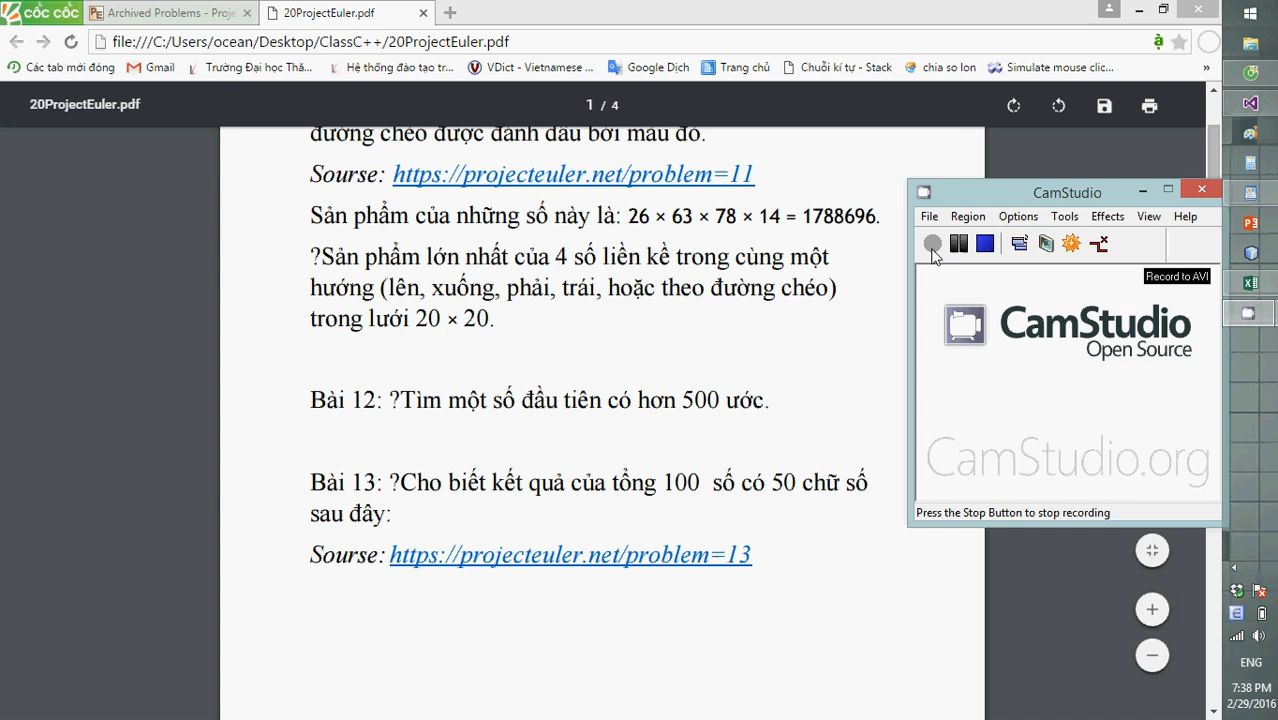 CỐC CỐC
Archived Problems - Proje
20ProjectEuler.pdf
file:///C:/Users/ocean/Desktop/ClassC++/20ProjectEuler.pdf
Các tab mới đóng
Gmail
Trường Đại học Thă...
Hệ thống đào tạo tr...
VDict - Vietnamese ...
Google Dịch
Trang chủ
Chuỗi kí tự - Stack
chia so lon
Simulate mouse clic...
»
20ProjectEuler.pdf
1 / 4
đường chéo được đánh dấu bởi màu đỏ.
Sourse: https://projecteuler.net/problem=11
Sản phẩm của những số này là: 26 × 63 × 78 × 14 = 1788696.
?Sản phẩm lớn nhất của 4 số liền kề trong cùng một
hướng (lên, xuống, phải, trái, hoặc theo đường chéo)
trong lưới 20 × 20.
Bài 12: ?Tìm một số đầu tiên có hơn 500 ước.
Bài 13: ?Cho biết kết quả của tổng 100 số có 50 chữ số
sau đây:
Sourse: https://projecteuler.net/problem=13
CamStudio
File Region Options Tools Effects View Help
Record to AVI
CamStudio
Open Source
CamStudio.org
Press the Stop Button to stop recording
ENG
7:38 PM
2/29/2016